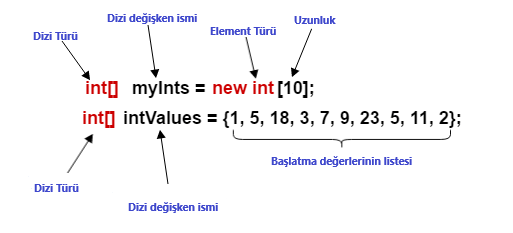 Dizi değişken ismi
Uzunluk
Dizi Türü
Element Türü
int[] myInts = new int [10];
int[] intValues = {1, 5, 18, 3, 7, 9, 23, 5, 11, 2};
Başlatma değerlerinin listesi
Dizi Türü
Dizi değişken ismi